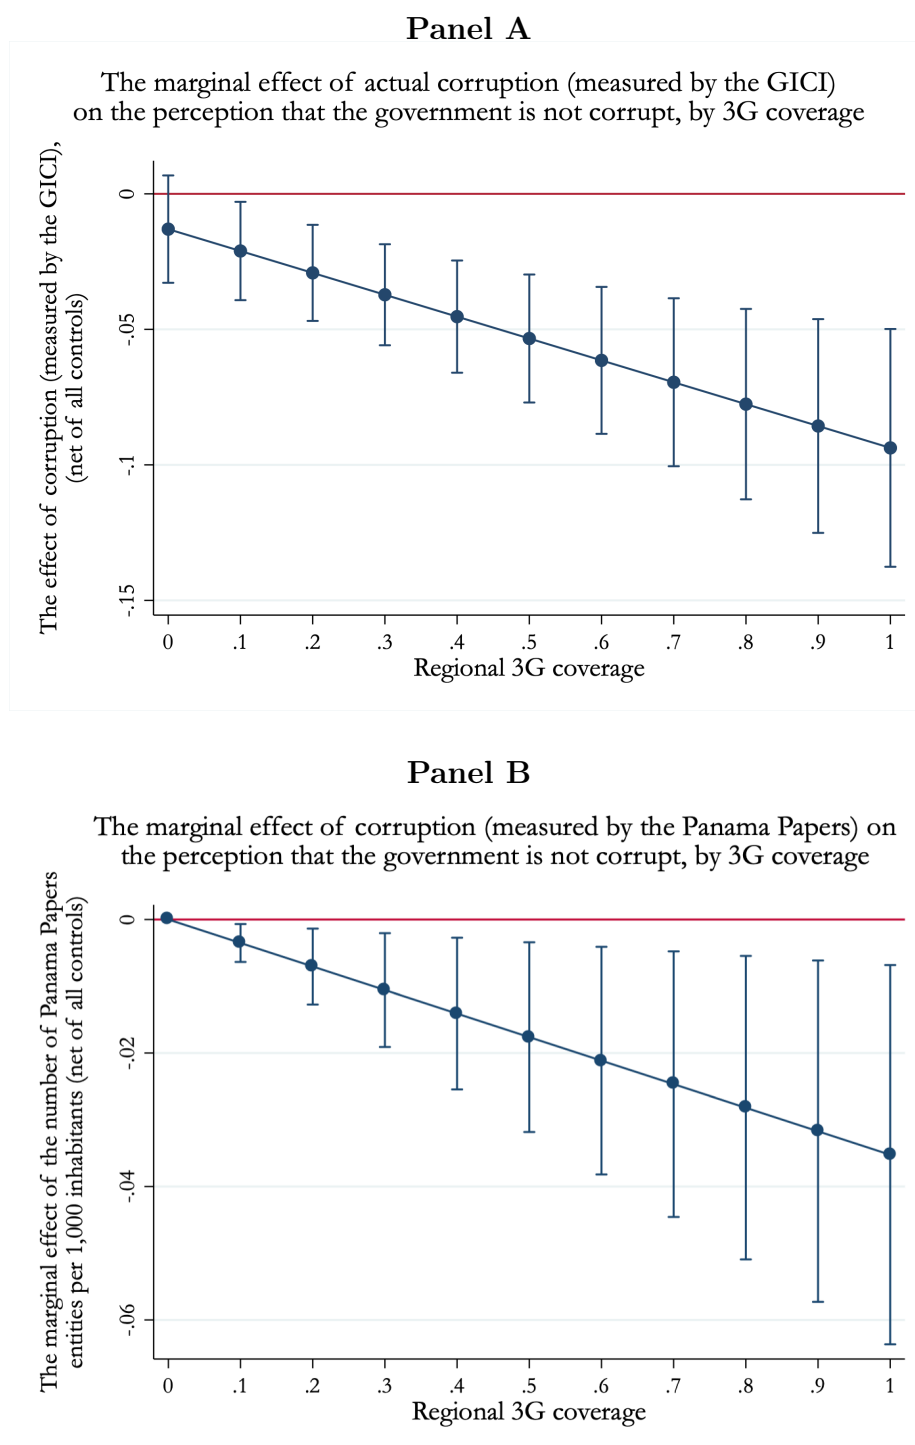 Panel A
The marginal effect of actual corruption (measured by the GICI)
on the perception that the government is not corrupt, by 3G coverage
The effect of corruption (measured by the GICI),
(net of all controls)
0
-.05
-.1
-.15
0 .1 .2 .3 .4 .5 .6 .7 .8 .9 1
Regional 3G coverage
Panel B
The marginal effect of corruption (measured by the Panama Papers) on
the perception that the government is not corrupt, by 3G coverage
The marginal effect of the number of Panama Papers
entities per 1,000 inhabitants (net of all controls)
0
-.02
-.04
-.06
0 .1 .2 .3 .4 .5 .6 .7 .8 .9 1
Regional 3G coverage